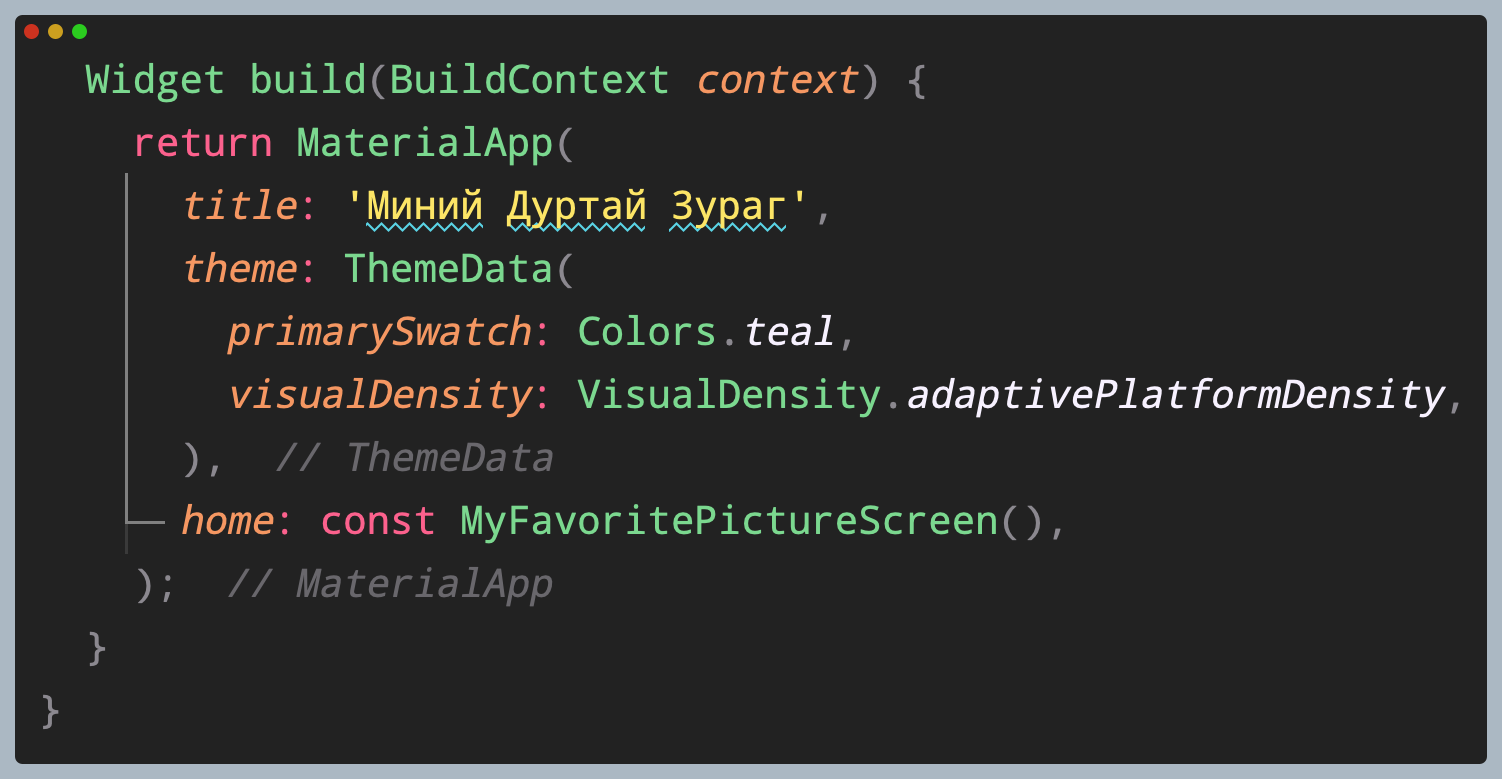 Widget build(BuildContext context) {
return MaterialApp(
title: 'Миний Дуртай Зураг',
theme: ThemeData(
primarySwatch: Colors.teal,
visualDensity: VisualDensity.adaptivePlatformDensity,
), // ThemeData
home: const MyFavoritePictureScreen(),
); // MaterialApp
}
}